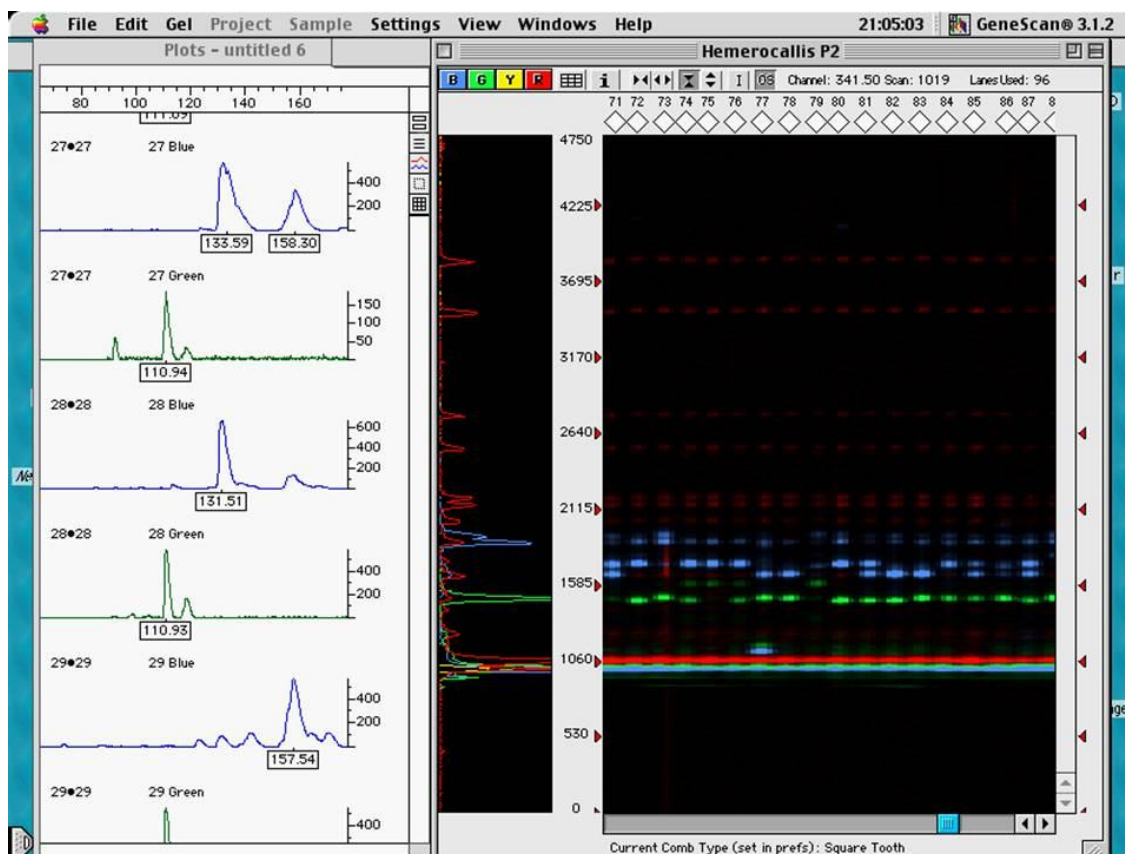 File Edit Gel Project Sample Settings View Windows Help 21:05:03 GeneScan® 3.1.2
Plots - untitled 6
80 100 120 140 160
111.09
27●27 27 Blue
400
200
133.59 158.30
27●27 27 Green
150
100
50
110.94
28●28 28 Blue
600
400
200
131.51
28●28 28 Green
400
200
110.93
29●29 29 Blue
400
200
157.54
29●29 29 Green
400
Hemerocallis P2
B G Y R i I OS Channel: 341.50 Scan: 1019 Lanes Used: 96
71 72 73 74 75 76 77 78 79 80 81 82 83 84 85 86 87 8
4750
4225
3695
3170
2640
2115
1585
1060
530
0
Current Comb Type (set in prefs): Square Tooth
Ne